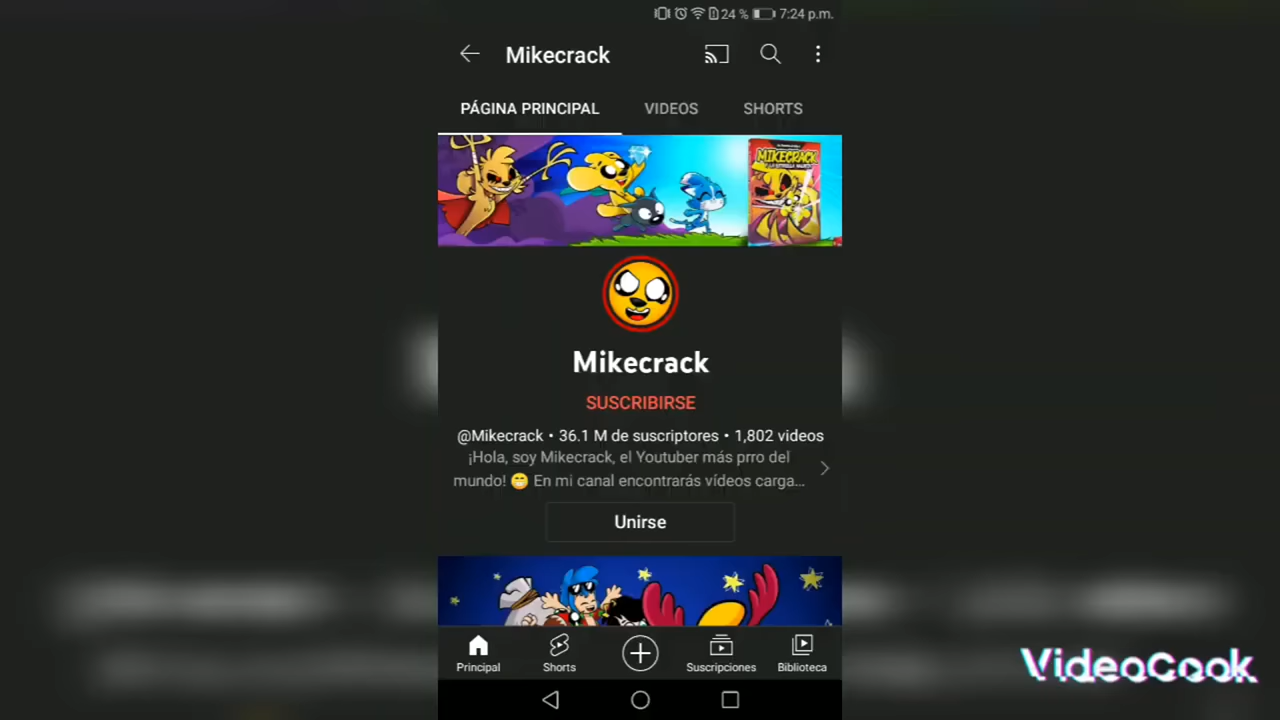 24 % 7:24 p.m.
Mikecrack
PÁGINA PRINCIPAL VIDEOS SHORTS
MIKECRACK
Mikecrack
SUSCRIBIRSE
@Mikecrack • 36.1 M de suscriptores • 1,802 videos
¡Hola, soy Mikecrack, el Youtuber más prro del
mundo! 😁 En mi canal encontrarás vídeos carga...
Unirse
Principal Shorts Suscripciones Biblioteca
VideoCook